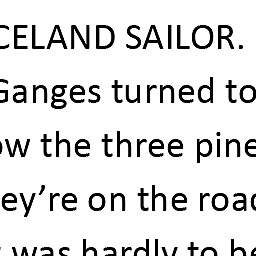 CELAND SAILOR.
Ganges turned to
ow the three pine
ey’re on the road
was hardly to be